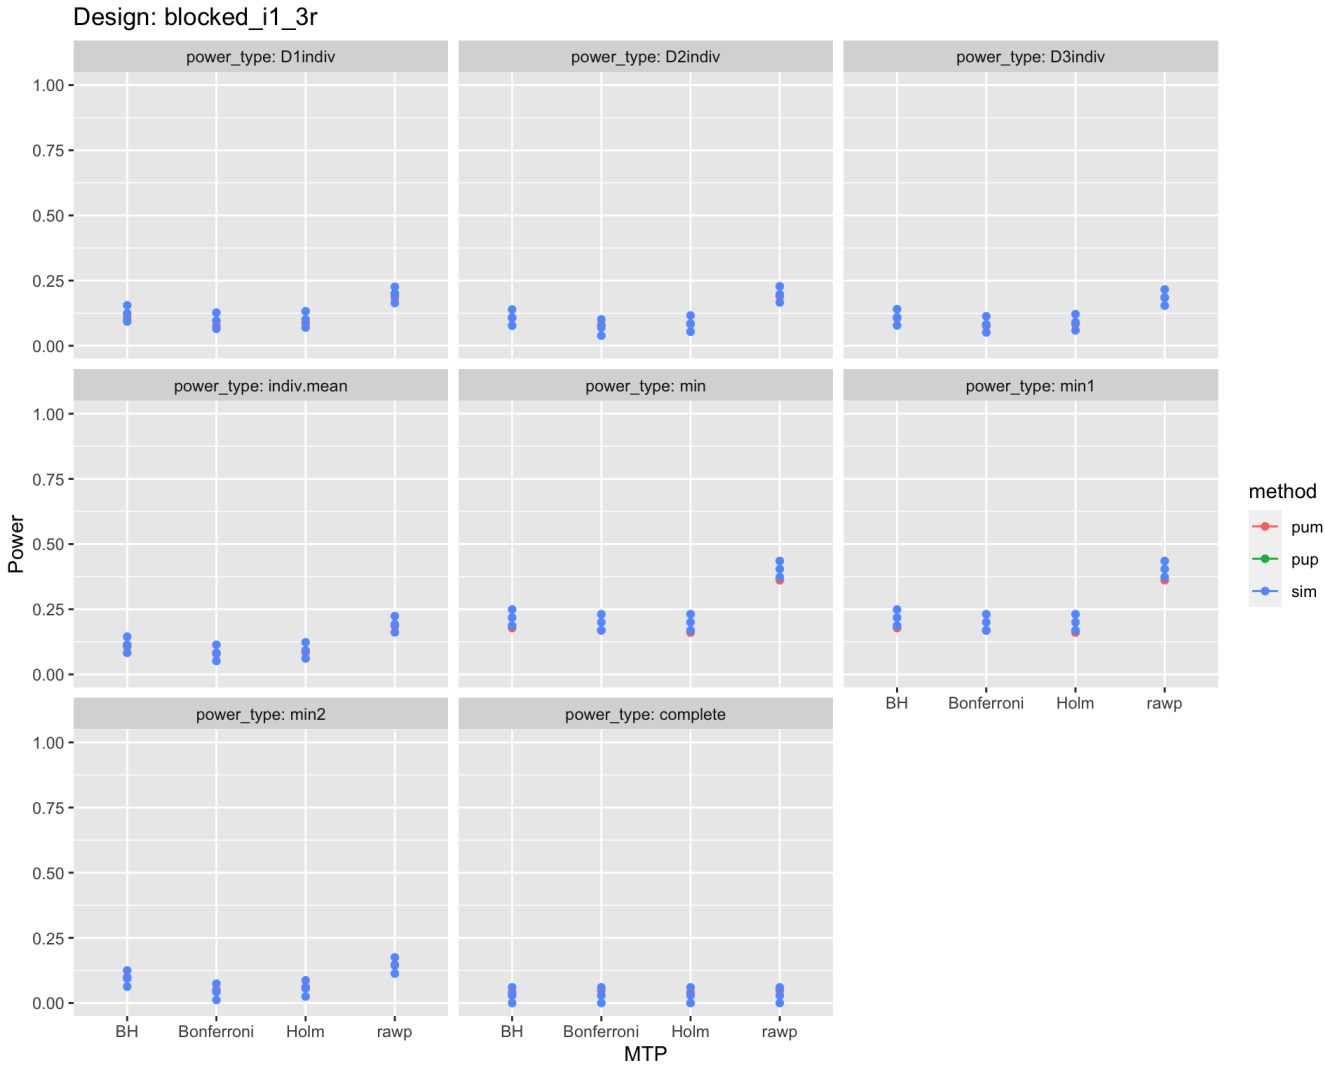 Design: blocked_i1_3r
power_type: D1indiv
power_type: D2indiv
power_type: D3indiv
1.00
0.75
0.50
0.25
0.00
power_type: indiv.mean
power_type: min
power_type: min1
1.00
0.75
0.50
0.25
0.00
BH
Bonferroni
Holm
rawp
power_type: min2
power_type: complete
1.00
0.75
0.50
0.25
0.00
BH
Bonferroni
Holm
rawp
BH
Bonferroni
Holm
rawp
MTP
Power
method
pum
pup
sim